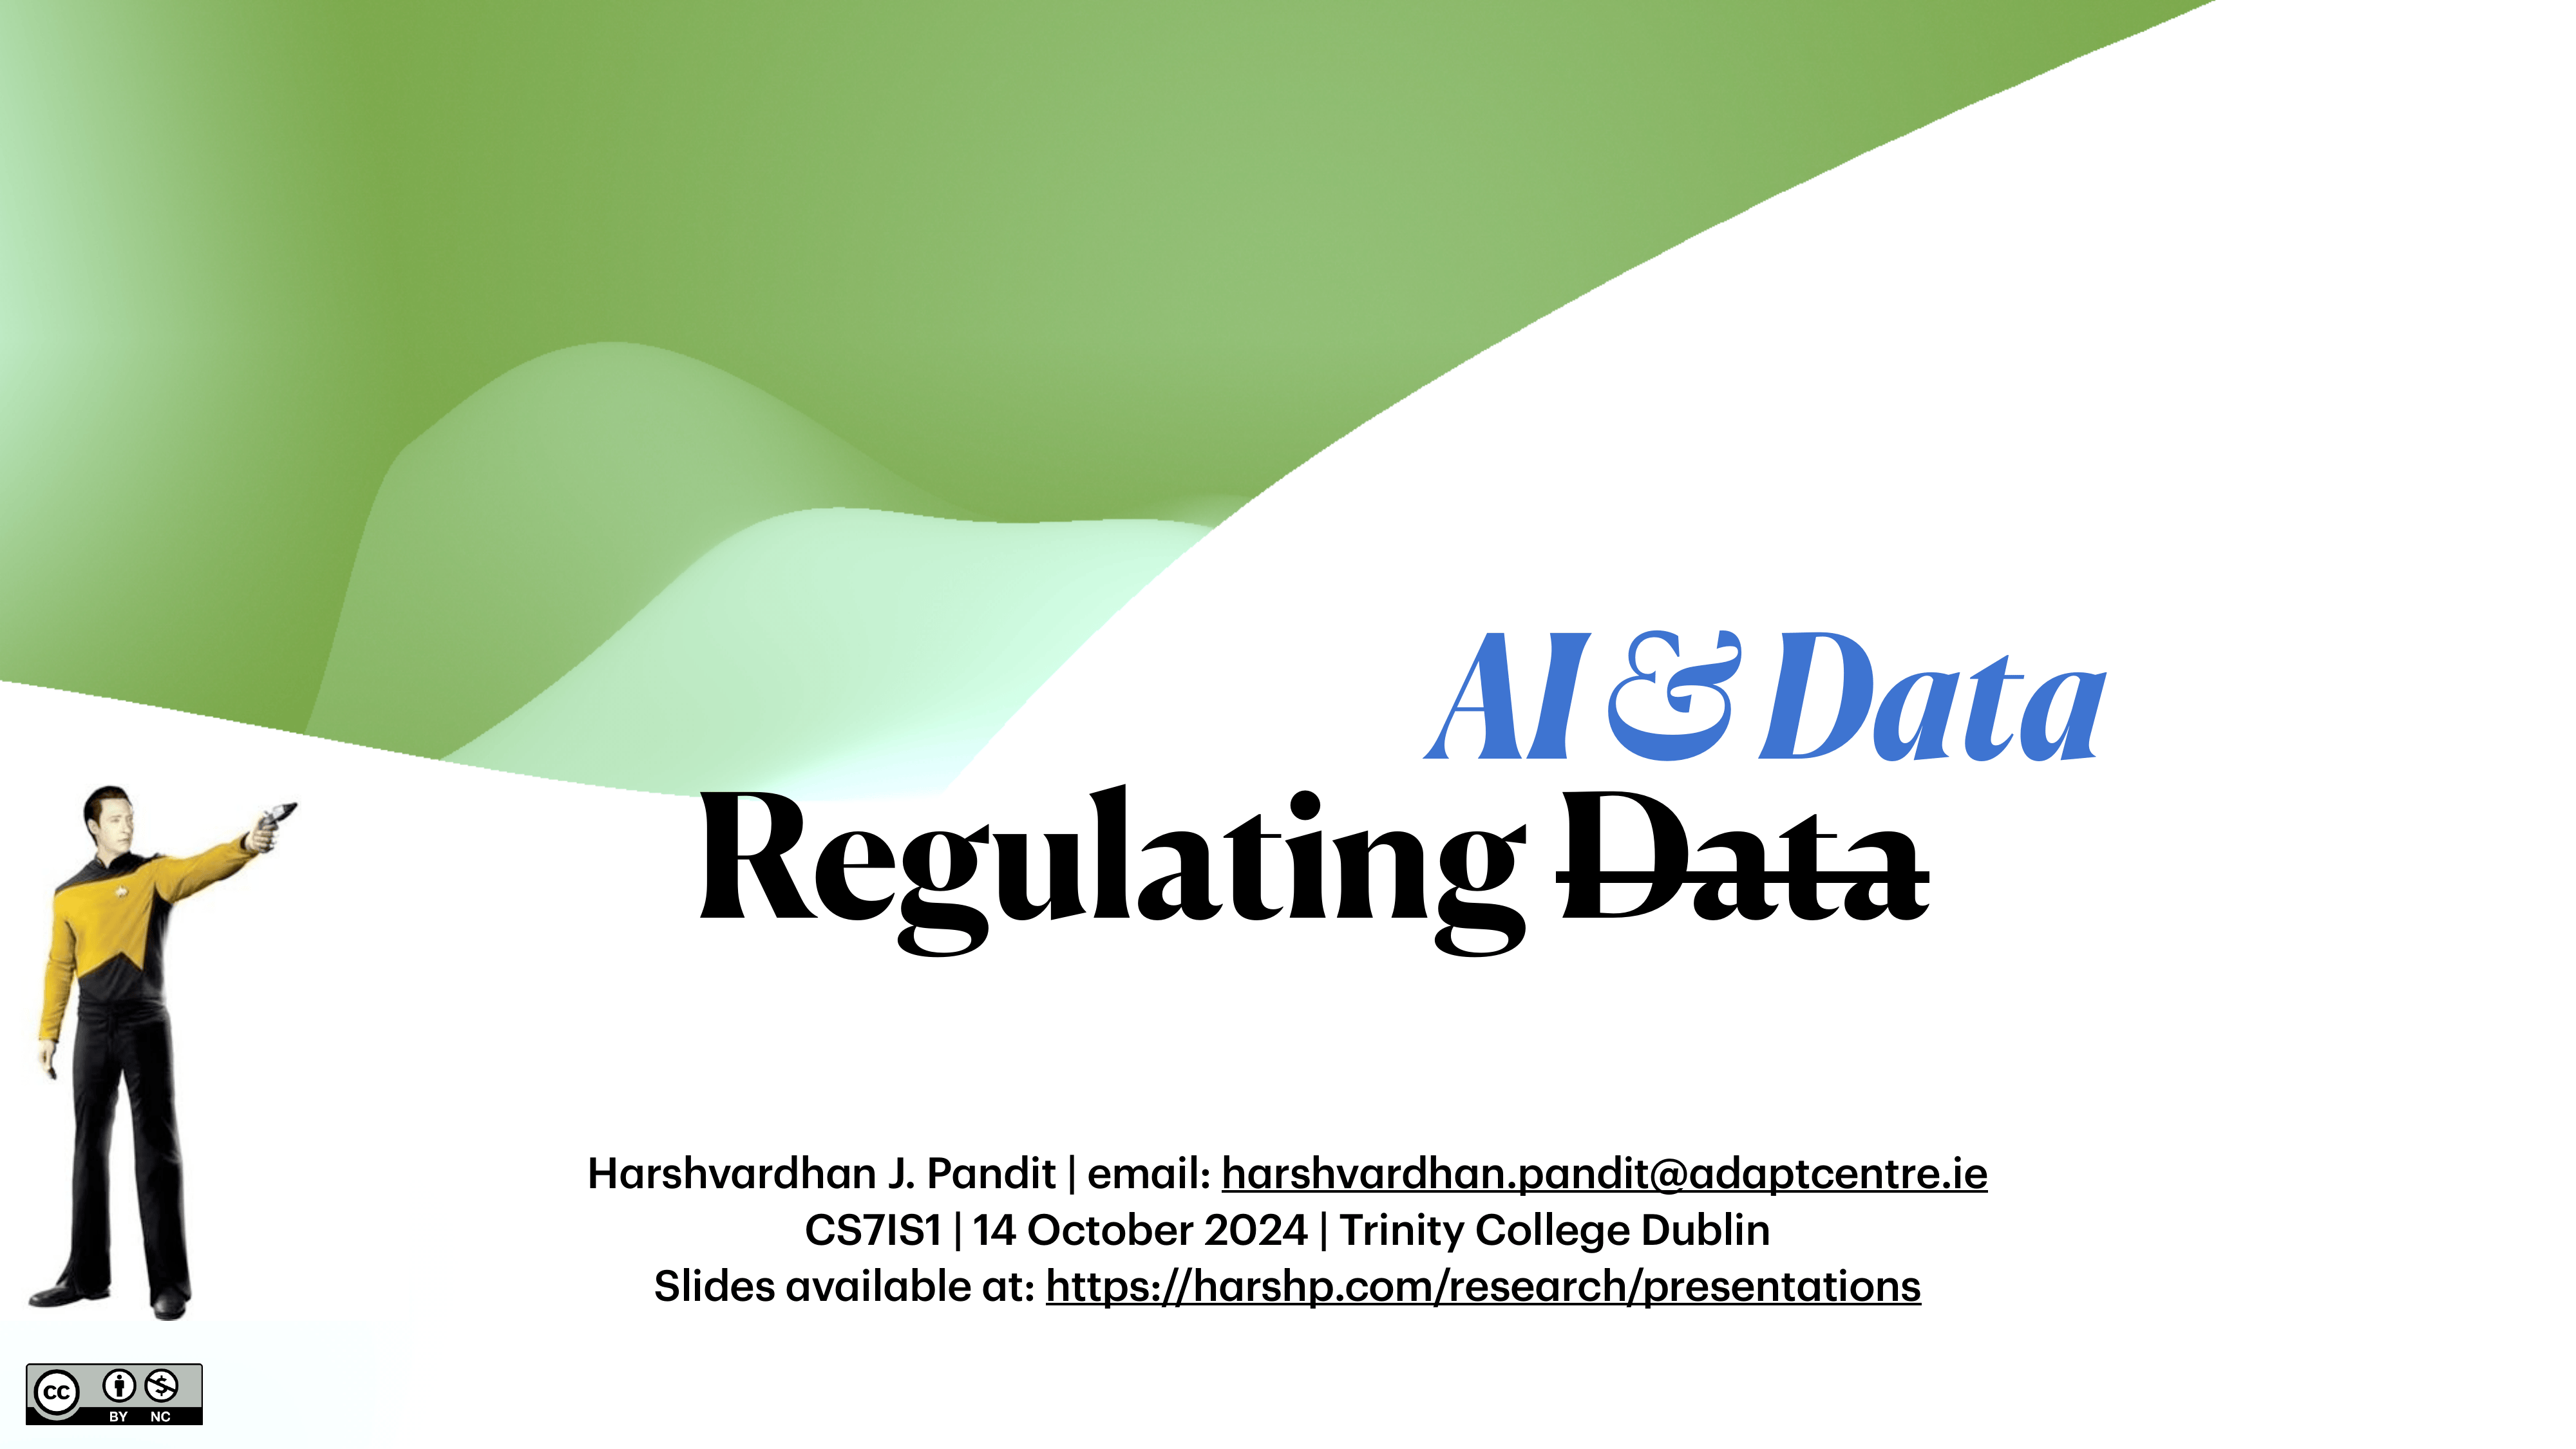 AI & Data
Regulating Data
Harshvardhan J. Pandit | email: harshvardhan.pandit@adaptcentre.ie
CS7IS1 | 14 October 2024 | Trinity College Dublin
Slides available at: https://harshp.com/research/presentations
cc
BY NC